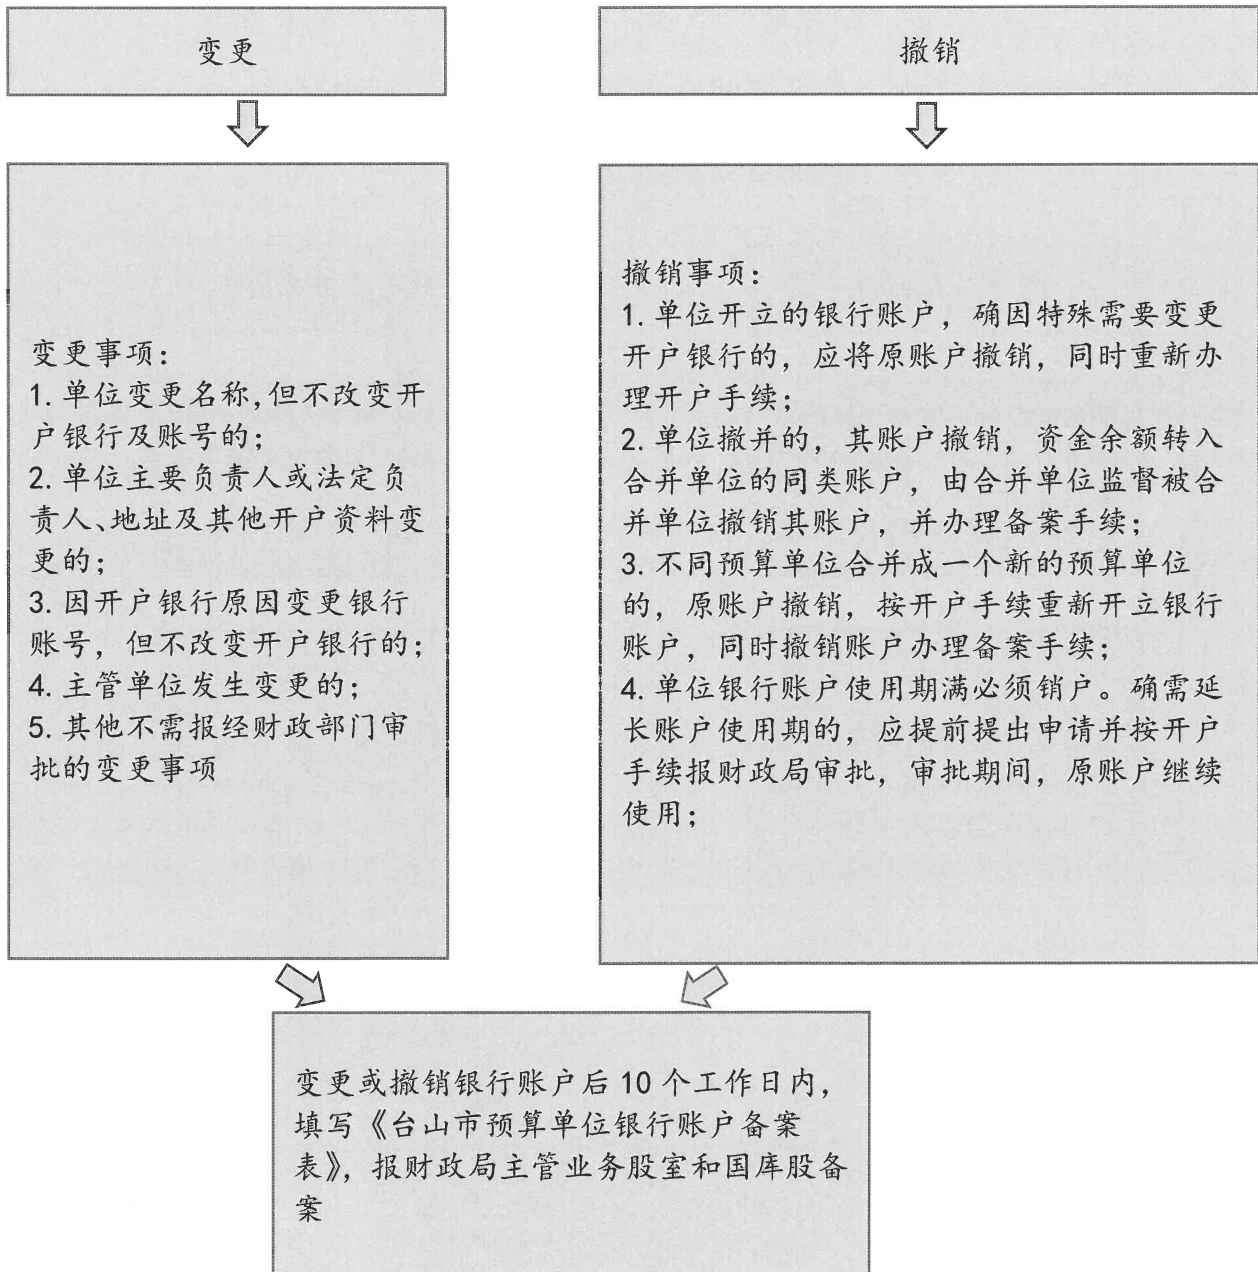 变更
变更事项：
1. 单位变更名称,但不改变开
户银行及账号的；
2. 单位主要负责人或法定负
责人、地址及其他开户资料变
更的；
3. 因开户银行原因变更银行
账号，但不改变开户银行的；
4. 主管单位发生变更的；
5. 其他不需报经财政部门审
批的变更事项
撤销
撤销事项：
1. 单位开立的银行账户，确因特殊需要变更
开户银行的，应将原账户撤销，同时重新办
理开户手续；
2. 单位撤并的，其账户撤销，资金余额转入
合并单位的同类账户，由合并单位监督被合
并单位撤销其账户，并办理备案手续；
3. 不同预算单位合并成一个新的预算单位
的，原账户撤销，按开户手续重新开立银行
账户，同时撤销账户办理备案手续；
4. 单位银行账户使用期满必须销户。确需延
长账户使用期的，应提前提出申请并按开户
手续报财政局审批，审批期间，原账户继续
使用；
变更或撤销银行账户后 10 个工作日内，
填写《台山市预算单位银行账户备案
表》，报财政局主管业务股室和国库股备
案